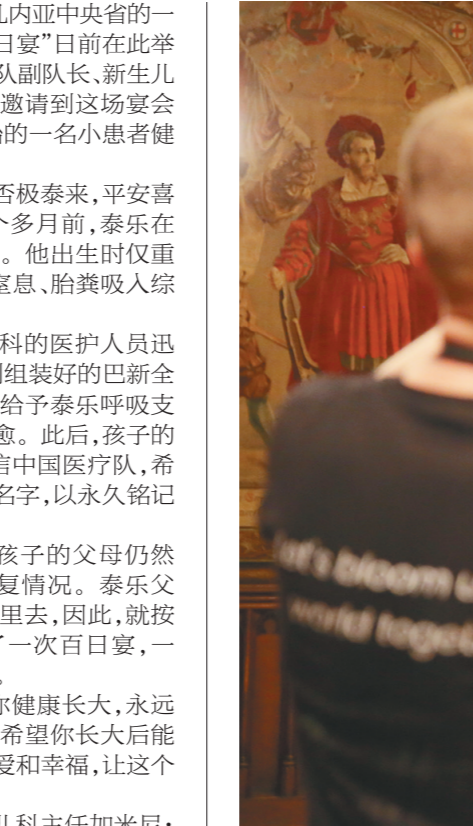 几内亚中央省的一
日宴”日前在此举
队副队长、新生儿
邀请到这场宴会
的一名小患者健
否极泰来，平安喜
个多月前，泰乐在
。他出生时仅重
窒息、胎粪吸入综
科的医护人员迅
组装好的巴新全
给予泰乐呼吸支
愈。此后，孩子的
信中国医疗队，希
名字，以永久铭记
孩子的父母仍然
复情况。泰乐父
里去，因此，就按
了一次百日宴，一
。
你健康长大，永远
希望你长大后能
爱和幸福，让这个
儿科主任加米尼·
Let's bloom
world toget